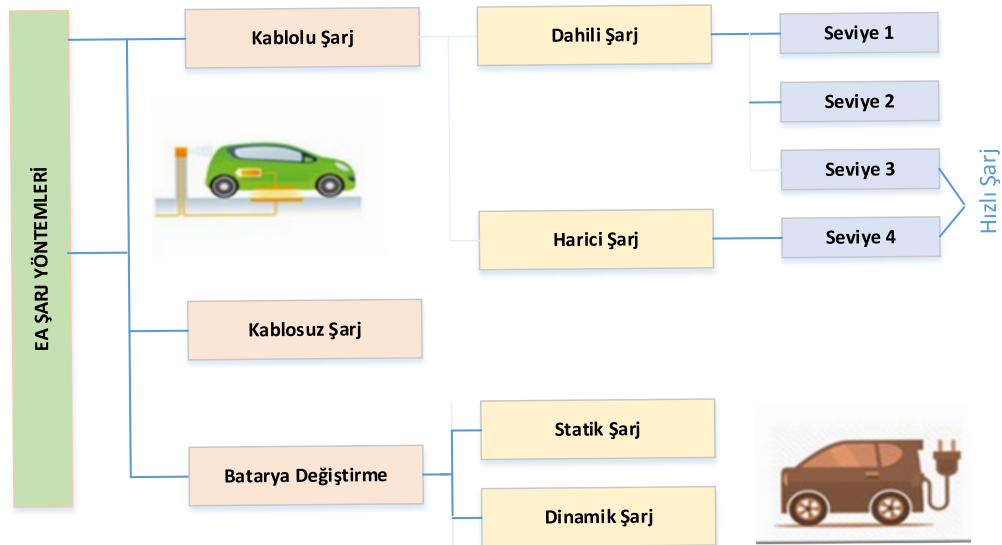 EA ŞARJ YÖNTEMLERİ
Kablolu Şarj
Dahili Şarj
Seviye 1
Seviye 2
Seviye 3
Hızlı Şarj
Harici Şarj
Seviye 4
Kablosuz Şarj
Batarya Değiştirme
Statik Şarj
Dinamik Şarj